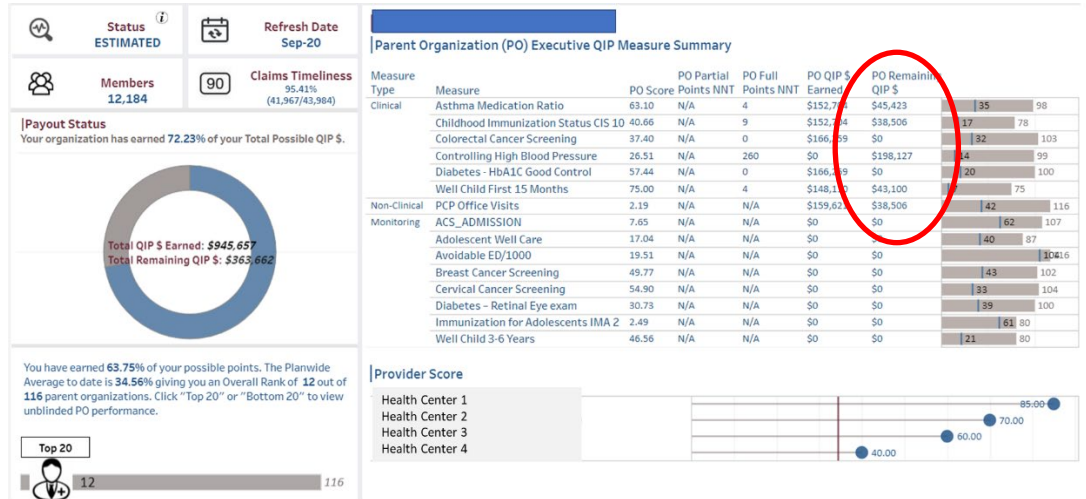 Status i
ESTIMATED
Refresh Date
Sep-20
Members
12,184
90
Claims Timeliness
95.41%
(41,967/43,984)
Payout Status
Your organization has earned 72.23% of your Total Possible QIP $.
Total QIP $ Earned: $945,657
Total Remaining QIP $: $363,662
You have earned 63.75% of your possible points. The Planwide
Average to date is 34.56% giving you an Overall Rank of 12 out of
116 parent organizations. Click "Top 20" or "Bottom 20" to view
unblinded PO performance.
Top 20
12 116
Parent Organization (PO) Executive QIP Measure Summary
Measure Type Measure PO Score PO Partial Points NNT PO Full Points NNT PO QIP $ Earned PO Remaining QIP $
Clinical Asthma Medication Ratio 63.10 N/A 4 $45,423 35 98
Childhood Immunization Status CIS 10 40.66 N/A 9 $38,506 17 78
Colorectal Cancer Screening 37.40 N/A 0 $0 32 103
Controlling High Blood Pressure 26.51 N/A 260 $0 $198,127 14 99
Diabetes - HbA1C Good Control 57.44 N/A 0 $0 20 100
Well Child First 15 Months 75.00 N/A 4 $43,100 75
Non-Clinical PCP Office Visits 2.19 N/A N/A $38,506 42 116
Monitoring ACS_ADMISSION 7.65 N/A N/A $0 $0 62 107
Adolescent Well Care 17.04 N/A N/A $0 $0 40 87
Avoidable ED/1000 19.51 N/A N/A $0 $0
Breast Cancer Screening 49.77 N/A N/A $0 $0 43 102
Cervical Cancer Screening 54.90 N/A N/A $0 $0 33 104
Diabetes – Retinal Eye exam 30.73 N/A N/A $0 $0 39 100
Immunization for Adolescents IMA 2 2.49 N/A N/A $0 $0 61 80
Well Child 3-6 Years 46.56 N/A N/A $0 $0 21 80
Provider Score
Health Center 1 85.00
Health Center 2 70.00
Health Center 3 60.00
Health Center 4 40.00